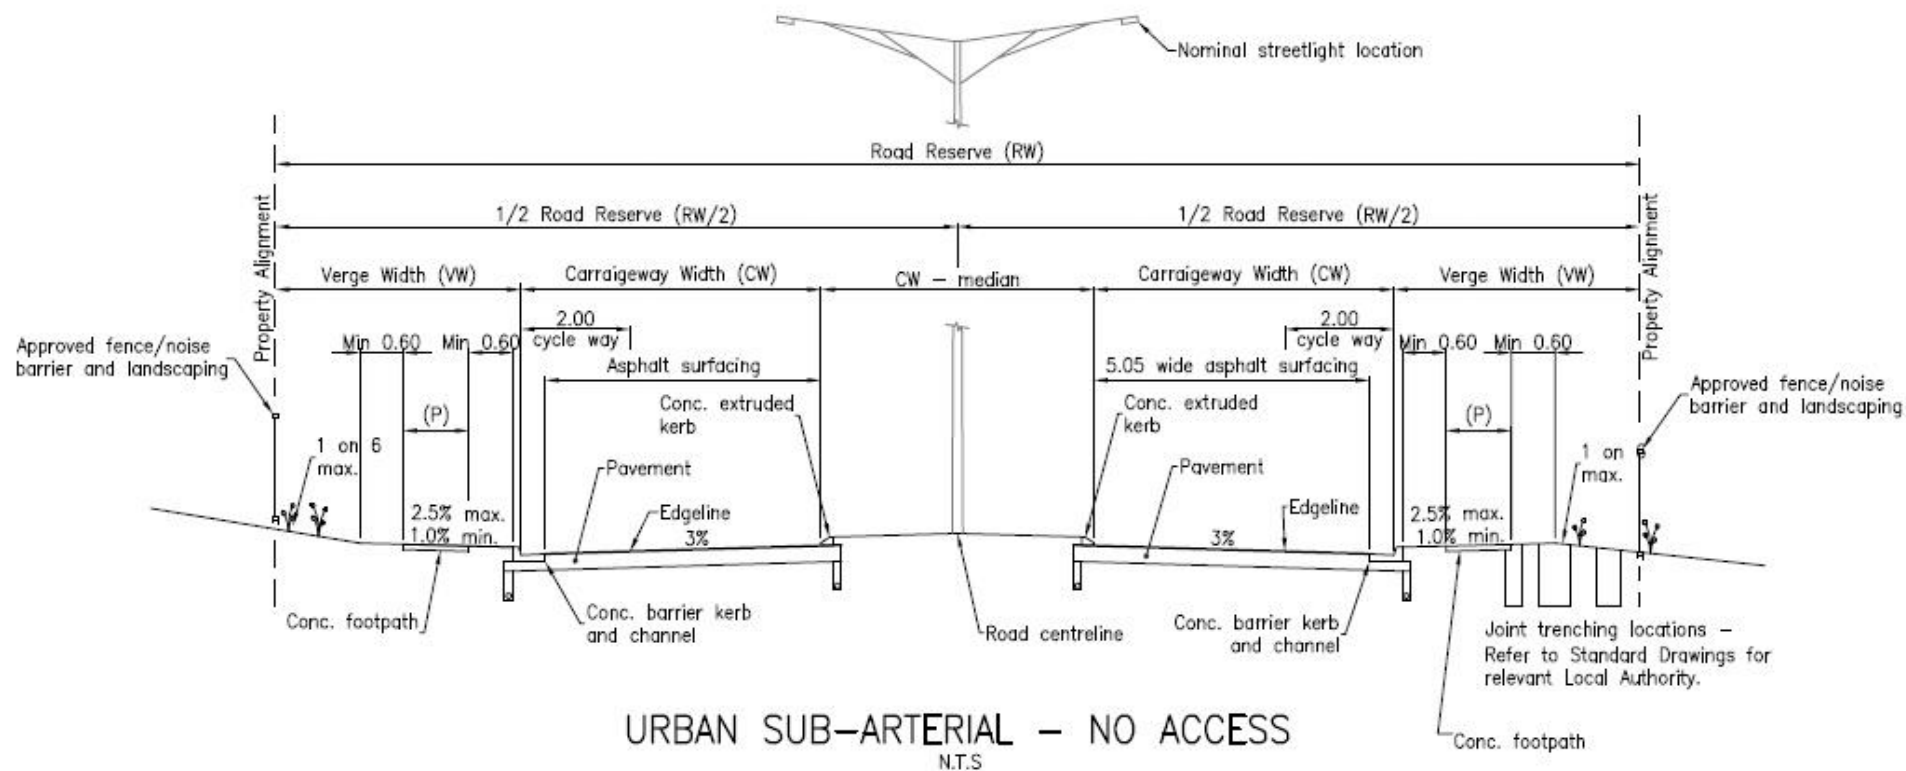 Nominal streetlight location
Road Reserve (RW)
1/2 Road Reserve (RW/2)
1/2 Road Reserve (RW/2)
Property Alignment
Property Alignment
Verge Width (VW)
Carraigeway Width (CW)
CW – median
Carraigeway Width (CW)
Verge Width (VW)
2.00
cycle way
2.00
cycle way
Min 0.60
Min 0.60
Min 0.60
Min 0.60
Approved fence/noise
barrier and landscaping
Asphalt surfacing
5.05 wide asphalt surfacing
Approved fence/noise
barrier and landscaping
(P)
Conc. extruded
kerb
Conc. extruded
kerb
(P)
1 on 6
max.
Pavement
Pavement
1 on 6
max.
2.5% max.
1.0% min.
Edgeline
3%
3%
Edgeline
2.5% max.
1.0% min.
Conc. footpath
Conc. barrier kerb
and channel
Road centreline
Conc. barrier kerb
and channel
Joint trenching locations –
Refer to Standard Drawings for
relevant Local Authority.
Conc. footpath
URBAN SUB–ARTERIAL – NO ACCESS
N.T.S